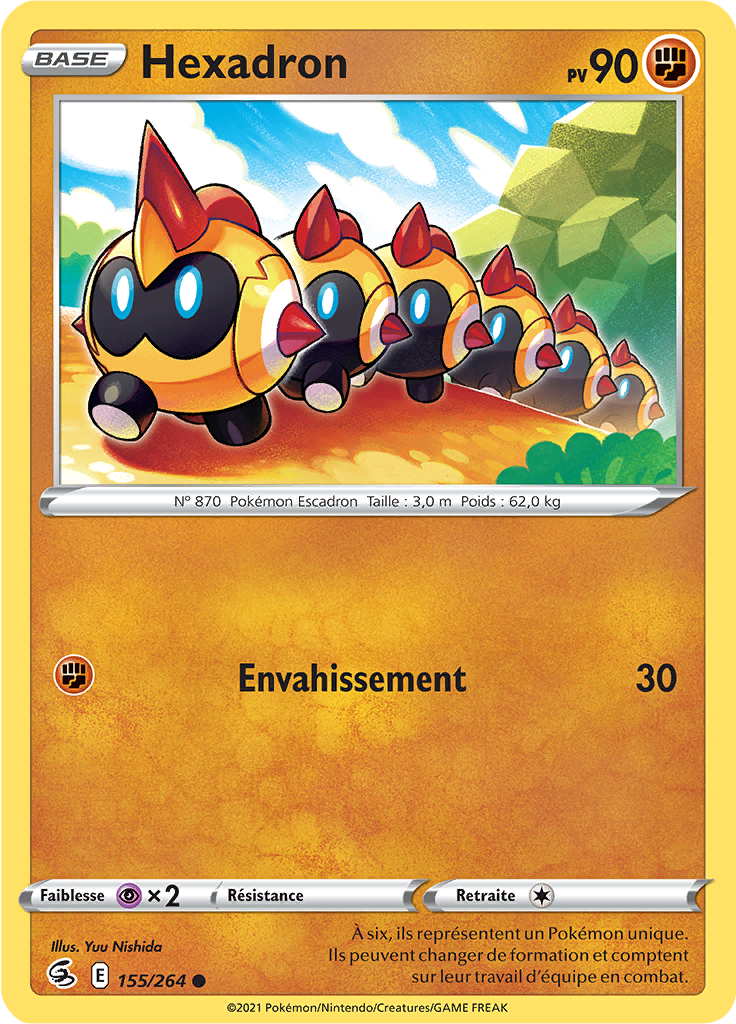 BASE
Hexadron
PV 90
N° 870 Pokémon Escadron Taille : 3,0 m Poids : 62,0 kg
Envahissement 30
Faiblesse ×2 Résistance Retraite
Illus. Yuu Nishida
À six, ils représentent un Pokémon unique.
Ils peuvent changer de formation et comptent
sur leur travail d'équipe en combat.
E 155/264
©2021 Pokémon/Nintendo/Creatures/GAME FREAK